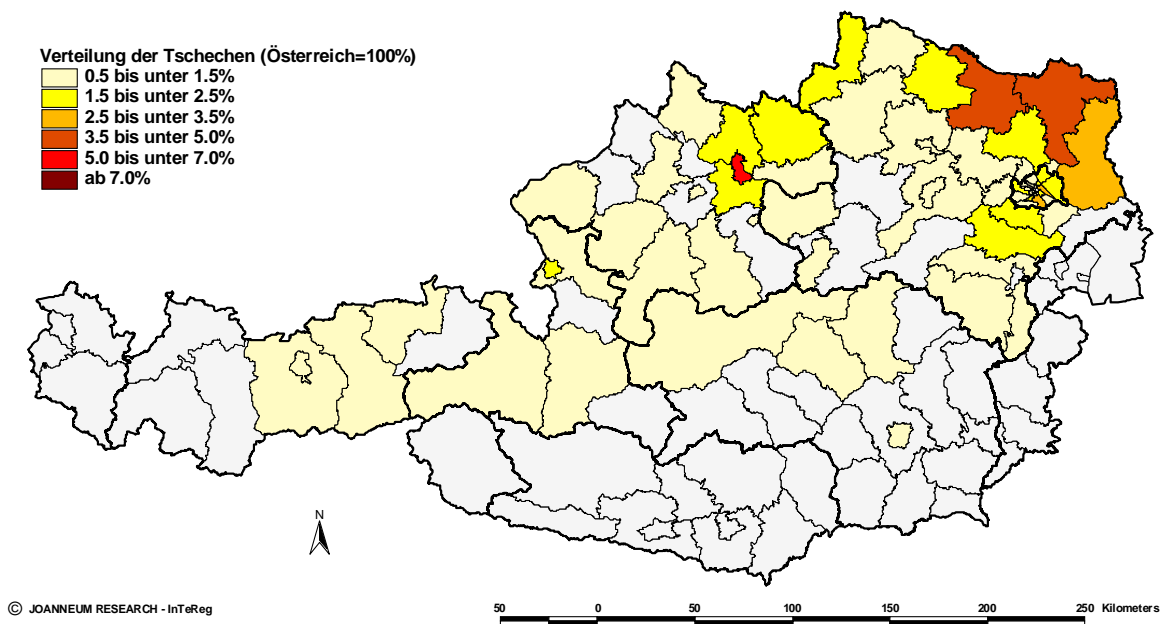 Verteilung der Tschechen (Österreich=100%)
0.5 bis unter 1.5%
1.5 bis unter 2.5%
2.5 bis unter 3.5%
3.5 bis unter 5.0%
5.0 bis unter 7.0%
ab 7.0%
N
© JOANNEUM RESEARCH - InTeReg
50 0 50 100 150 200 250 Kilometers